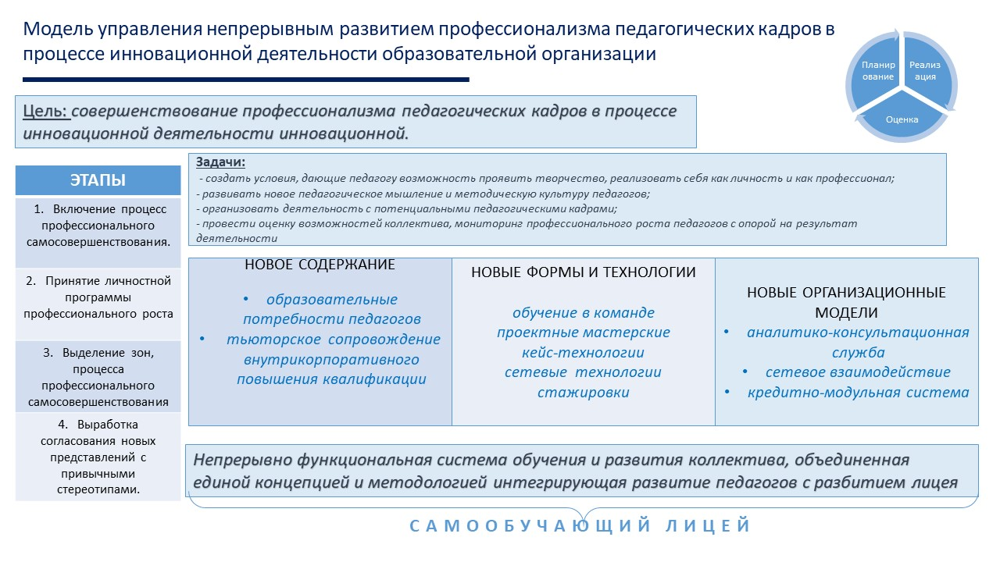 Модель управления непрерывным развитием профессионализма педагогических кадров в
процессе инновационной деятельности образовательной организации
Планир
ование
Реализ
ация
Оценка
Цель: совершенствование профессионализма педагогических кадров в процессе
инновационной деятельности инновационной.
Задачи:
- создать условия, дающие педагогу возможность проявить творчество, реализовать себя как личность и как профессионал;
- развивать новое педагогическое мышление и методическую культуру педагогов;
- организовать деятельность с потенциальными педагогическими кадрами;
- провести оценку возможностей коллектива, мониторинг профессионального роста педагогов с опорой на результат
деятельности
ЭТАПЫ
1. Включение процесс
профессионального
самосовершенствования.
2. Принятие личностной
программы
профессионального роста
3. Выделение зон,
процесса
профессионального
самосовершенствования
4. Выработка
согласования новых
представлений с
привычными
стереотипами.
НОВОЕ СОДЕРЖАНИЕ
• образовательные
потребности педагогов
• тьюторское сопровождение
внутрикорпоративного
повышения квалификации
НОВЫЕ ФОРМЫ И ТЕХНОЛОГИИ
обучение в команде
проектные мастерские
кейс-технологии
сетевые технологии
стажировки
НОВЫЕ ОРГАНИЗАЦИОННЫЕ
МОДЕЛИ
• аналитико-консультационная
служба
• сетевое взаимодействие
• кредитно-модульная система
Непрерывно функциональная система обучения и развития коллектива, объединенная
единой концепцией и методологией интегрирующая развитие педагогов с разбитием лицея
САМООБУЧАЮЩИЙ ЛИЦЕЙ